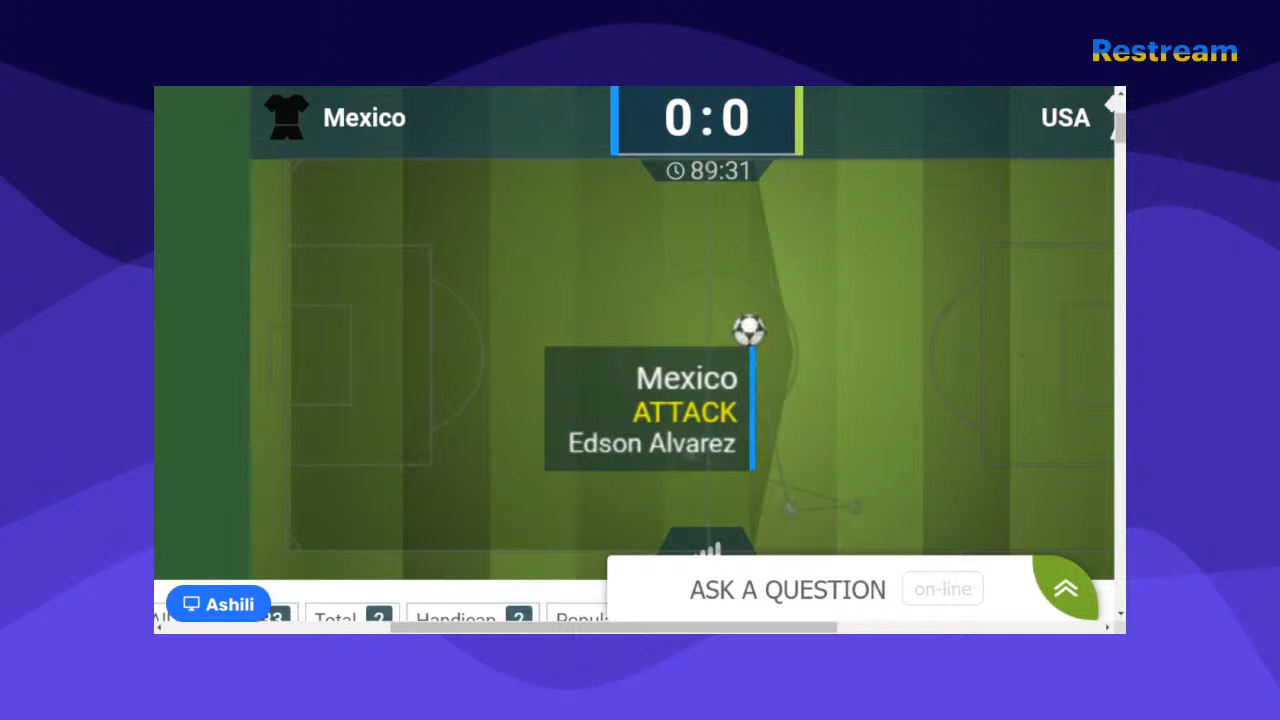 Restream
Mexico
0:0
USA
89:31
Mexico
ATTACK
Edson Alvarez
ASK A QUESTION
on-line
Ashili
Total 2
Handicap 2